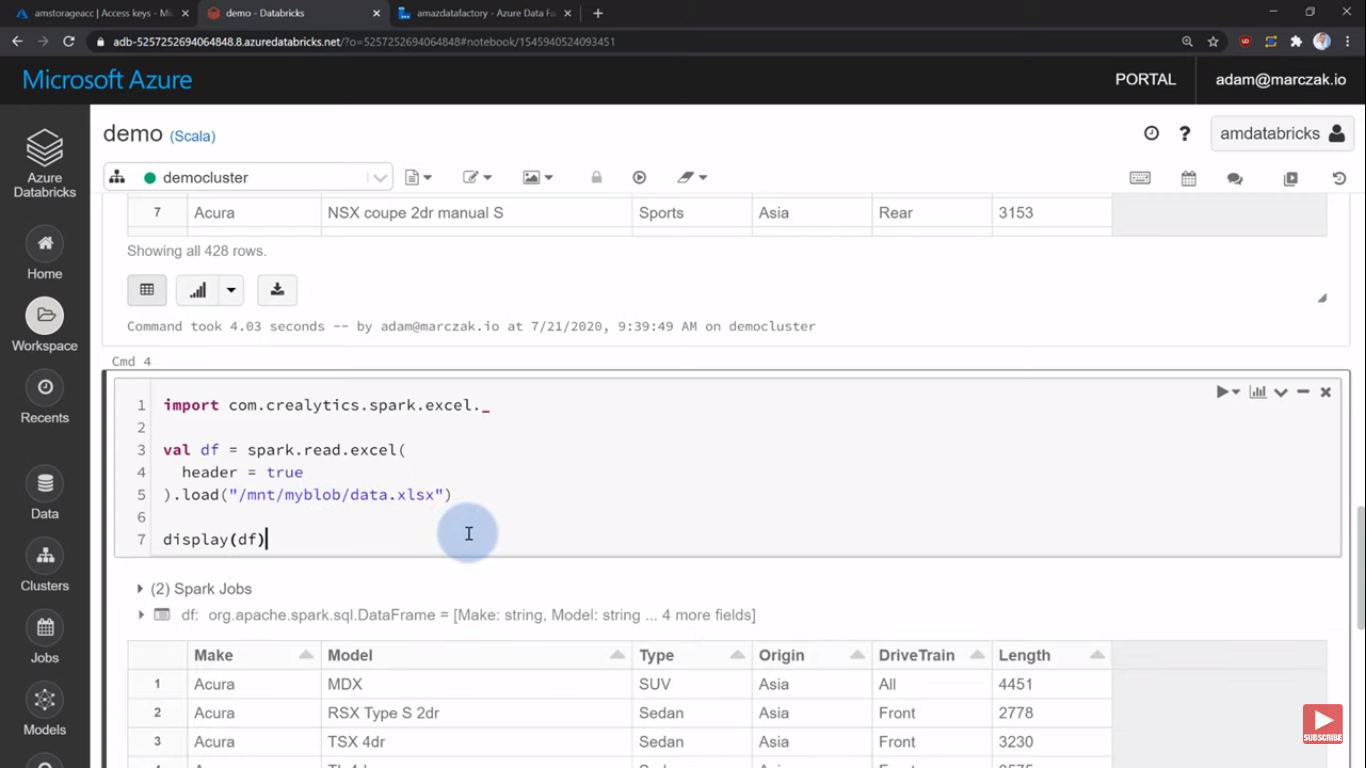 amstorageacc | Access keys - Mi
demo - Databricks
amazdatafactory - Azure Data Fa
adb-5257252694064848.8.azuredatabricks.net/?o=5257252694064848#notebook/1545940524093451
Microsoft Azure
PORTAL
adam@marczak.io
Azure
Databricks
Home
Workspace
Recents
Data
Clusters
Jobs
Models
demo (Scala)
?
amdatabricks
democluster
7 Acura NSX coupe 2dr manual S Sports Asia Rear 3153
Showing all 428 rows.
Command took 4.03 seconds -- by adam@marczak.io at 7/21/2020, 9:39:49 AM on democluster
Cmd 4
1 import com.crealytics.spark.excel._
2
3 val df = spark.read.excel(
4 header = true
5 ).load("/mnt/myblob/data.xlsx")
6
7 display(df)
(2) Spark Jobs
df: org.apache.spark.sql.DataFrame = [Make: string, Model: string ... 4 more fields]
Make Model Type Origin DriveTrain Length
1 Acura MDX SUV Asia All 4451
2 Acura RSX Type S 2dr Sedan Asia Front 2778
3 Acura TSX 4dr Sedan Asia Front 3230
SUBSCRIBE